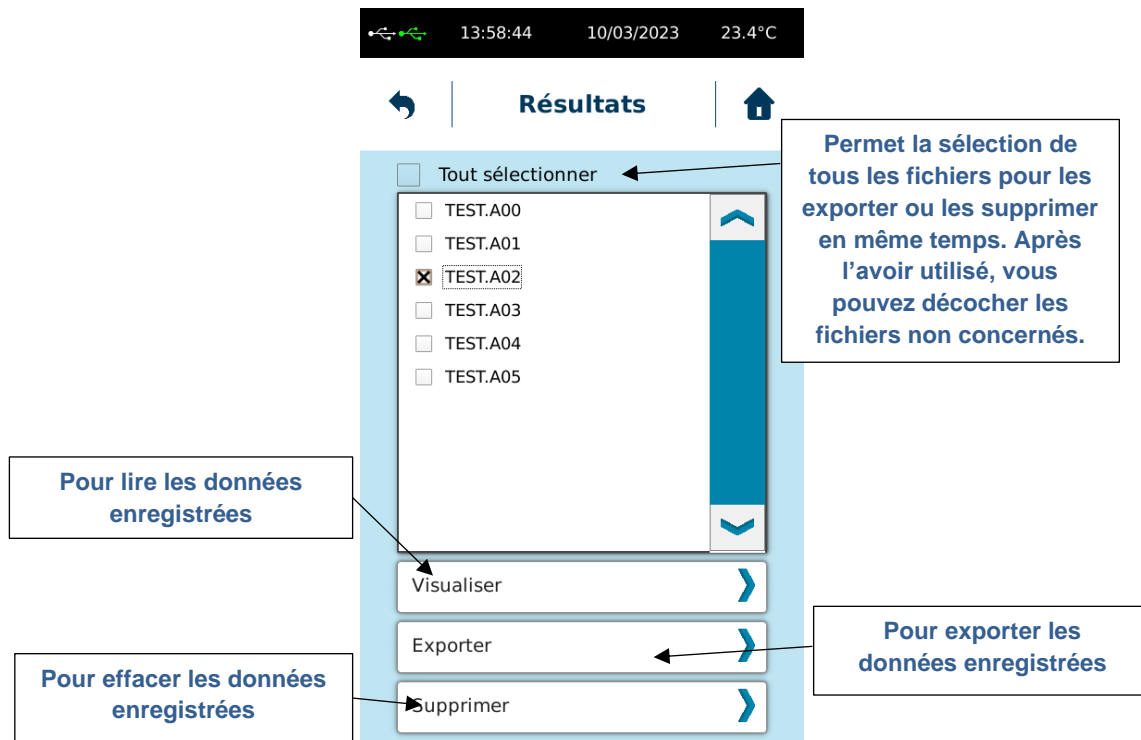 13:58:44 10/03/2023 23.4°C
Résultats
Permet la sélection de
tous les fichiers pour les
exporter ou les supprimer
en même temps. Après
l’avoir utilisé, vous
pouvez décocher les
fichiers non concernés.
Tout sélectionner
TEST.A00
TEST.A01
TEST.A02
TEST.A03
TEST.A04
TEST.A05
Pour lire les données
enregistrées
Visualiser
Exporter
Pour exporter les
données enregistrées
Pour effacer les données
enregistrées
Supprimer